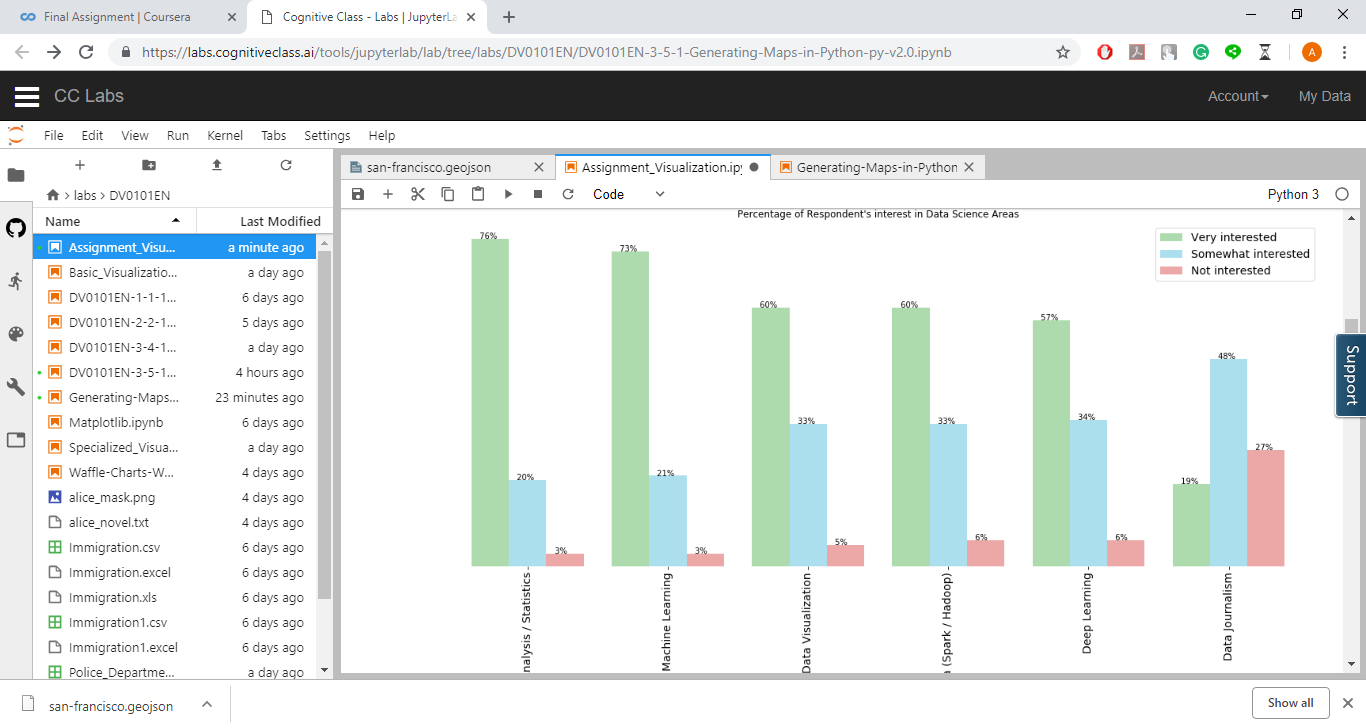 Final Assignment | Coursera
Cognitive Class - Labs | JupyterLa
https://labs.cognitiveclass.ai/tools/jupyterlab/lab/tree/labs/DV0101EN/DV0101EN-3-5-1-Generating-Maps-in-Python-py-v2.0.ipynb
A
CC Labs
Account
My Data
File Edit View Run Kernel Tabs Settings Help
labs > DV0101EN
Name Last Modified
Assignment_Visu... a minute ago
Basic_Visualizatio... a day ago
DV0101EN-1-1-1... 6 days ago
DV0101EN-2-2-1... 5 days ago
DV0101EN-3-4-1... a day ago
DV0101EN-3-5-1... 4 hours ago
Generating-Maps... 23 minutes ago
Matplotlib.ipynb 6 days ago
Specialized_Visua... a day ago
Waffle-Charts-W... 4 days ago
alice_mask.png 4 days ago
alice_novel.txt 4 days ago
Immigration.csv 6 days ago
Immigration.excel 6 days ago
Immigration.xls 6 days ago
Immigration1.csv 6 days ago
Immigration1.excel 6 days ago
Police_Departme... a day ago
san-francisco.geojson
Assignment_Visualization.ipy
Generating-Maps-in-Python
Code
Python 3
Percentage of Respondent's interest in Data Science Areas
Very interested
Somewhat interested
Not interested
76% 20% 3%
73% 21% 3%
60% 33% 5%
60% 33% 6%
57% 34% 6%
19% 48% 27%
nalysis / Statistics
Machine Learning
Data Visualization
a (Spark / Hadoop)
Deep Learning
Data Journalism
Support
san-francisco.geojson
Show all